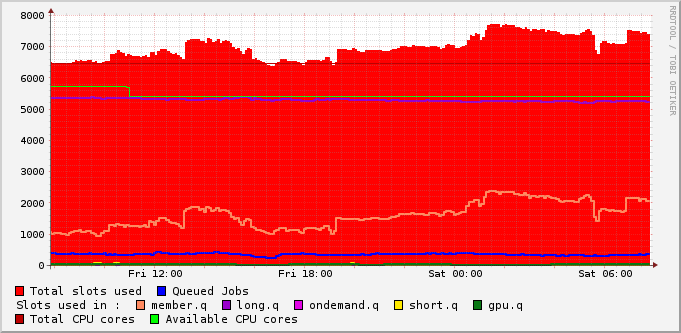 8000
7000
6000
5000
4000
3000
2000
1000
0
Fri 12:00 Fri 18:00 Sat 00:00 Sat 06:00
RRDTOOL / TOBI OETIKER
Total slots used Queued Jobs
Slots used in : member.q long.q ondemand.q short.q gpu.q
Total CPU cores Available CPU cores